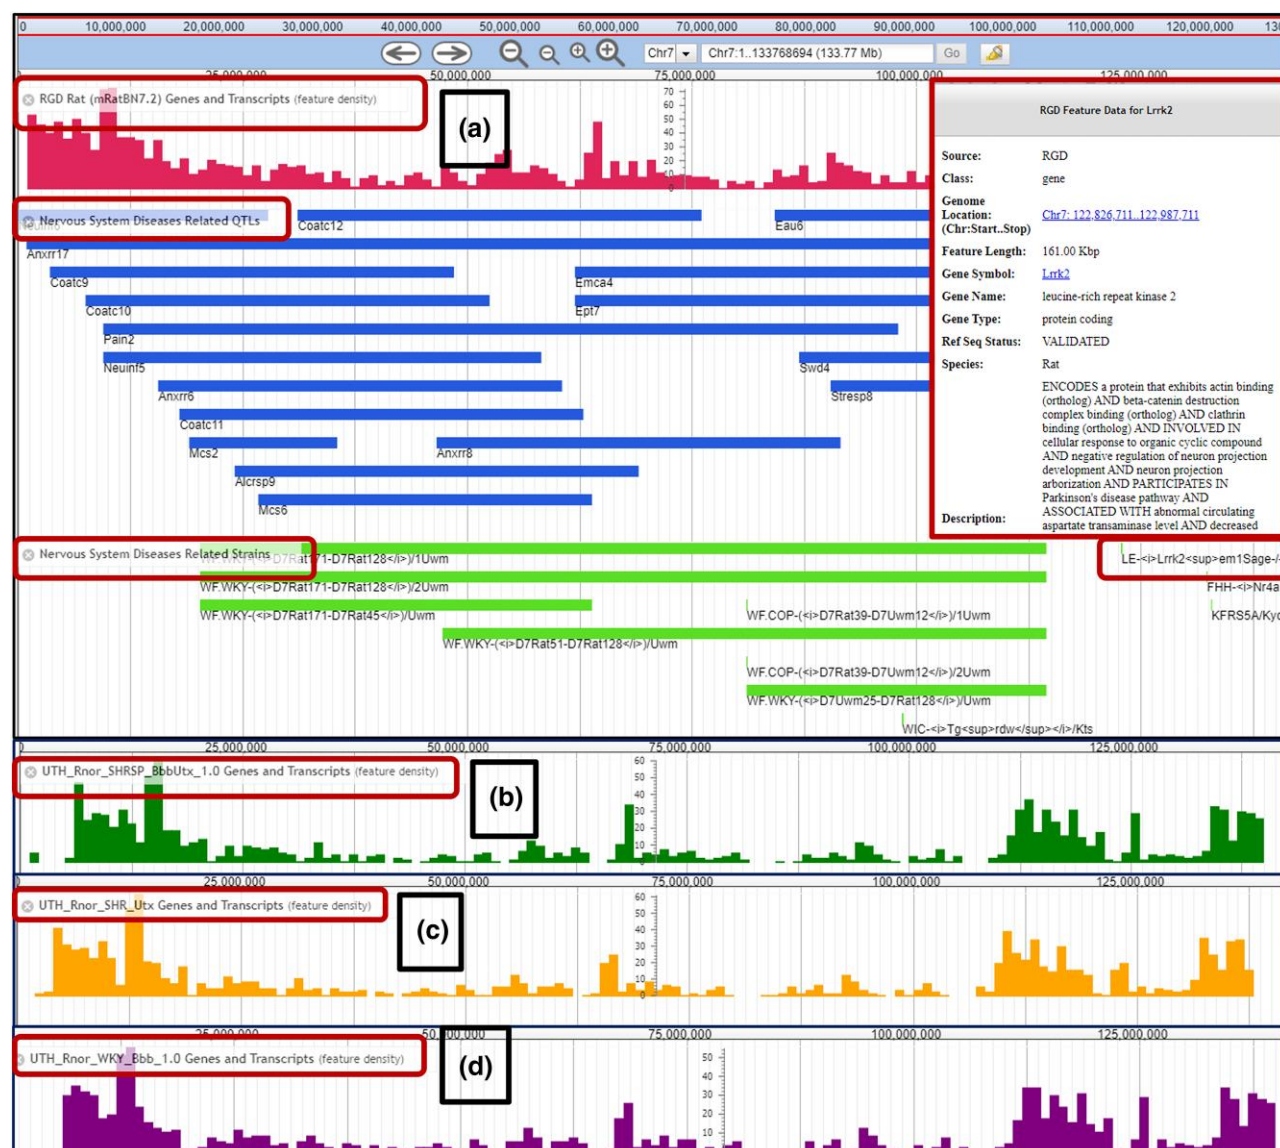 0 10,000,000 20,000,000 30,000,000 40,000,000 50,000,000 60,000,000 70,000,000 80,000,000 90,000,000 100,000,000 110,000,000 120,000,000
Chr7 Chr7:1..133768694 (133.77 Mb) Go
25,000,000 50,000,000 75,000,000 100,000,000 125,000,000
RGD Rat (mRatBN7.2) Genes and Transcripts (feature density)
(a)
70
60
50
40
30
20
10
0
Nervous System Diseases Related QTLs
Coatc12 Eau6
Anxrr17
Coatc9 Emca4
Coatc10 Ept7
Pain2
Neuinf5 Swd4
Anxrr6 Stresp8
Coatc11
Mcs2 Anxrr8
Alcrsp9
Mcs6
RGD Feature Data for Lrrk2
Source: RGD
Class: gene
Genome
Location: Chr7: 122,826,711..122,987,711
(Chr:Start..Stop)
Feature Length: 161.00 Kbp
Gene Symbol: Lrrk2
Gene Name: leucine-rich repeat kinase 2
Gene Type: protein coding
Ref Seq Status: VALIDATED
Species: Rat
ENCODES a protein that exhibits actin binding
(ortholog) AND beta-catenin destruction
complex binding (ortholog) AND clathrin
binding (ortholog) AND INVOLVED IN
cellular response to organic cyclic compound
AND negative regulation of neuron projection
development AND neuron projection
arborization AND PARTICIPATES IN
Parkinson's disease pathway AND
Description: ASSOCIATED WITH abnormal circulating
aspartate transaminase level AND decreased
Nervous System Diseases Related Strains
WF.WKY-(<i>D7Rat171-D7Rat128</i>)/1Uwm LE-<i>Lrrk2<sup>em1Sage-/-
WF.WKY-(<i>D7Rat171-D7Rat128</i>)/2Uwm FHH-<i>Nr4a
WF.WKY-(<i>D7Rat171-D7Rat45</i>)/Uwm WF.COP-(<i>D7Rat39-D7Uwm12</i>)/1Uwm KFRS5A/Kyo
WF.WKY-(<i>D7Rat51-D7Rat128</i>)/Uwm
WF.COP-(<i>D7Rat39-D7Uwm12</i>)/2Uwm
WF.WKY-(<i>D7Uwm25-D7Rat128</i>)/Uwm
WIC-<i>Tg<sup>rdw</sup></i>/Kts
0 25,000,000 50,000,000 75,000,000 100,000,000 125,000,000
UTH_Rnor_SHRSP_BbbUtx_1.0 Genes and Transcripts (feature density)
(b)
60
50
40
30
20
10
0
25,000,000 50,000,000 75,000,000 100,000,000 125,000,000
UTH_Rnor_SHR_Utx Genes and Transcripts (feature density)
(c)
60
50
40
30
20
10
0
25,000,000 50,000,000 75,000,000 100,000,000 125,000,000
UTH_Rnor_WKY_Bbb_1.0 Genes and Transcripts (feature density)
(d)
50
40
30
20
10